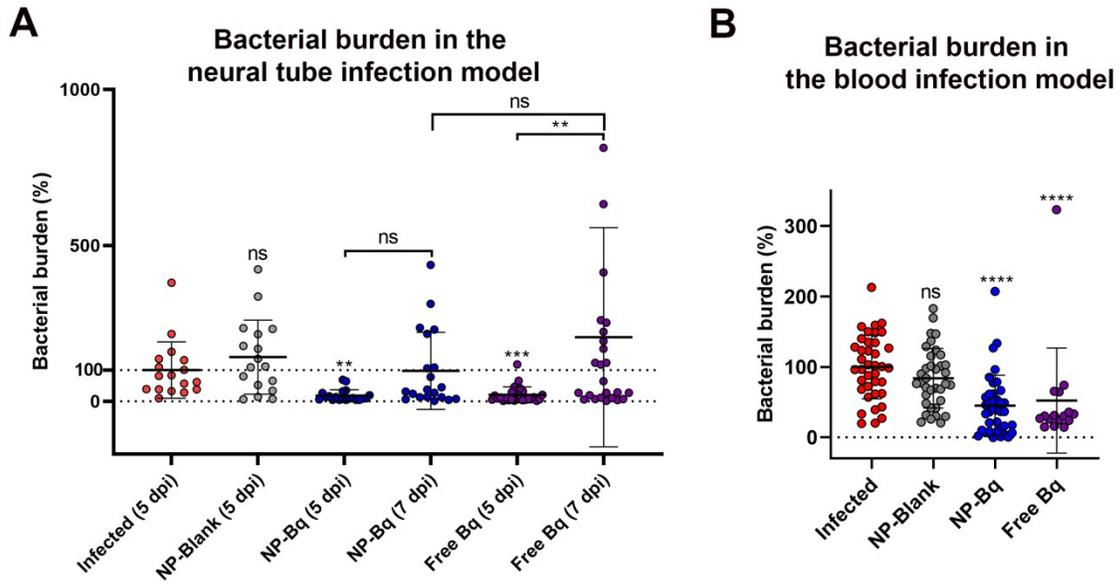 A
Bacterial burden in the
neural tube infection model
Bacterial burden (%)
1000
500
100
0
ns
**
ns
ns
**
***
Infected (5 dpi)
NP-Blank (5 dpi)
NP-Bq (5 dpi)
NP-Bq (7 dpi)
Free Bq (5 dpi)
Free Bq (7 dpi)
B
Bacterial burden in
the blood infection model
Bacterial burden (%)
300
200
100
0
ns
****
****
Infected
NP-Blank
NP-Bq
Free Bq